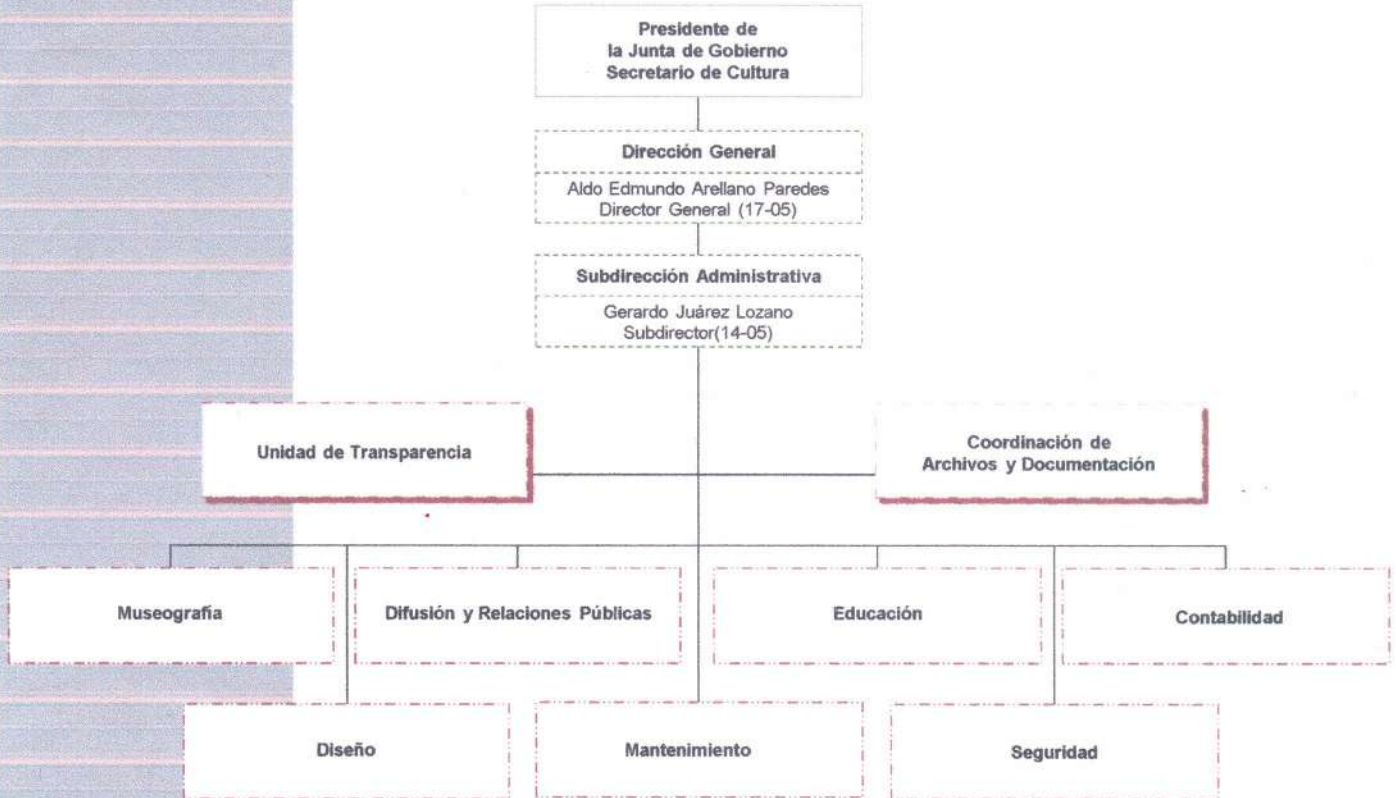 Presidente de
la Junta de Gobierno
Secretario de Cultura
Dirección General
Aldo Edmundo Arellano Paredes
Director General (17-05)
Subdirección Administrativa
Gerardo Juárez Lozano
Subdirector(14-05)
Unidad de Transparencia
Coordinación de
Archivos y Documentación
Museografía
Difusión y Relaciones Públicas
Educación
Contabilidad
Diseño
Mantenimiento
Seguridad